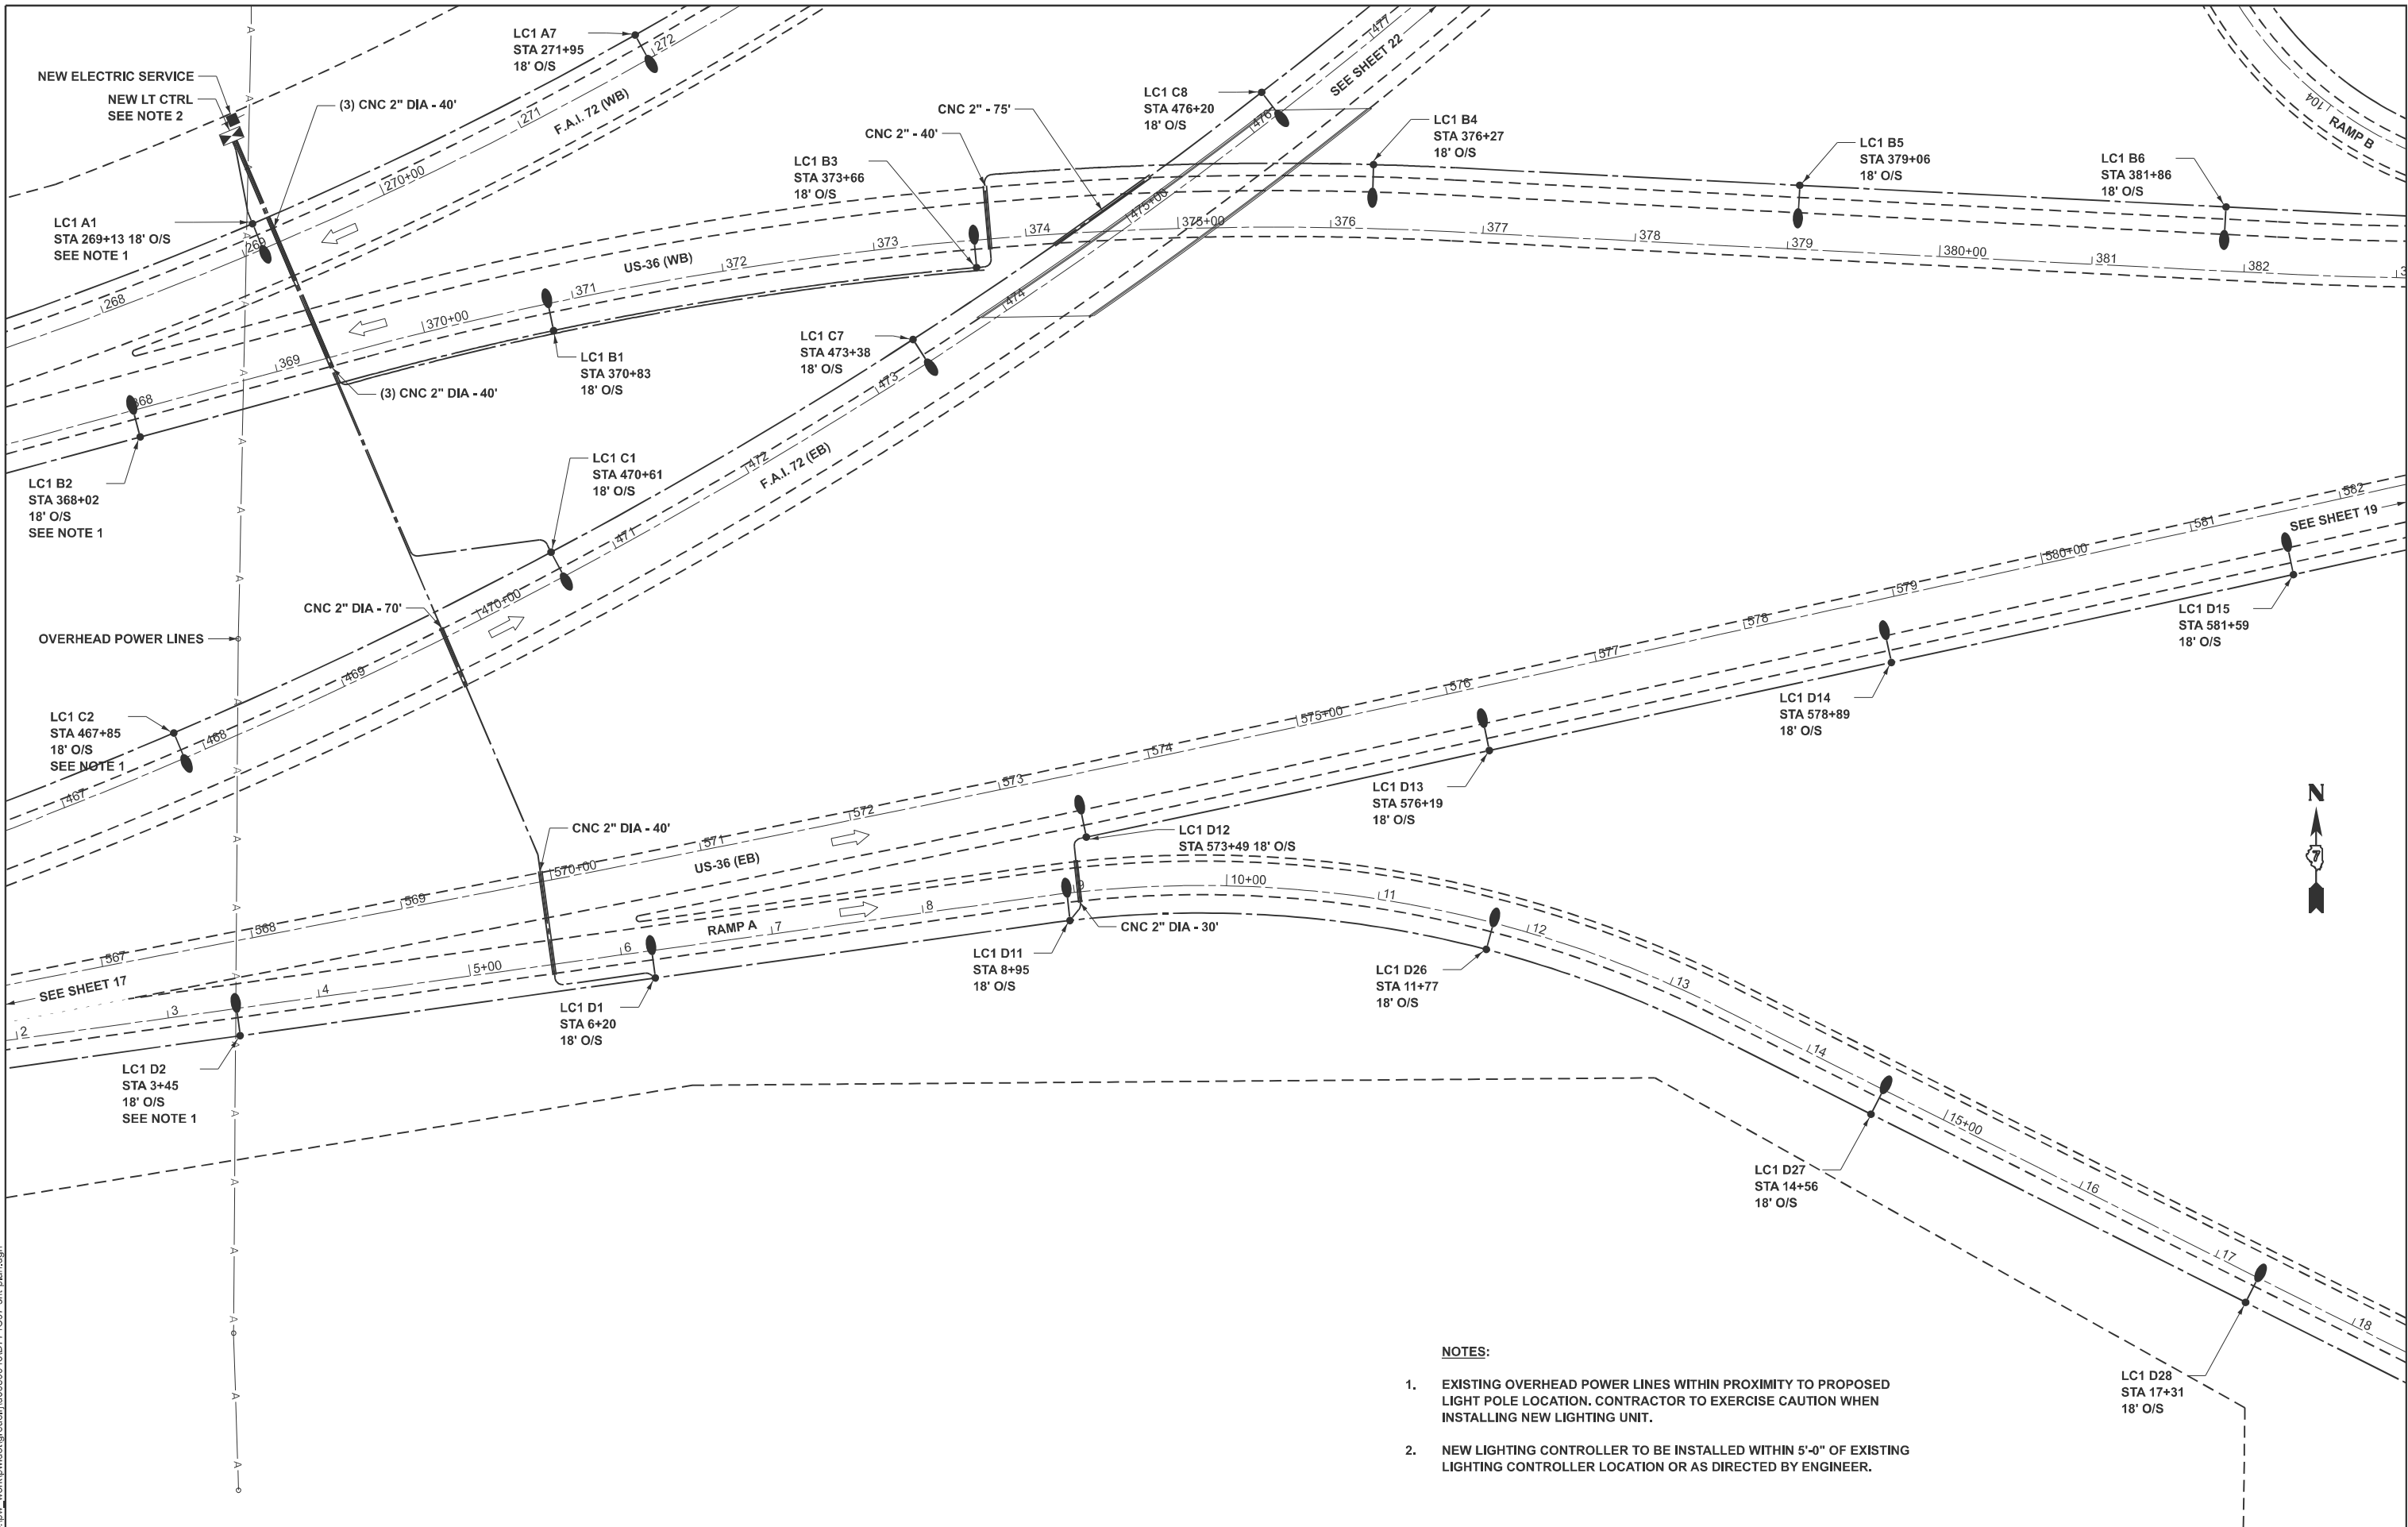 LC1 A7
STA 271+95
18' O/S
NEW ELECTRIC SERVICE
NEW LT CTRL
SEE NOTE 2
(3) CNC 2" DIA - 40'
272
271
F.A.I. 72 (WB)
270+00
269
268
LC1 A1
STA 269+13 18' O/S
SEE NOTE 1
CNC 2" - 75'
CNC 2" - 40'
LC1 C8
STA 476+20
18' O/S
SEE SHEET 22
477
476
475+00
474
473
472
471
470+00
469
468
467
LC1 B3
STA 373+66
18' O/S
LC1 B4
STA 376+27
18' O/S
LC1 B5
STA 379+06
18' O/S
LC1 B6
STA 381+86
18' O/S
104
RAMP B
US-36 (WB)
368
369
370+00
371
372
373
374
375+00
376
377
378
379
380+00
381
382
3
LC1 B1
STA 370+83
18' O/S
(3) CNC 2" DIA - 40'
LC1 B2
STA 368+02
18' O/S
SEE NOTE 1
LC1 C7
STA 473+38
18' O/S
LC1 C1
STA 470+61
18' O/S
F.A.I. 72 (EB)
CNC 2" DIA - 70'
OVERHEAD POWER LINES
LC1 C2
STA 467+85
18' O/S
SEE NOTE 1
SEE SHEET 19
582
581
580+00
579
578
577
576
575+00
574
573
572
571
570+00
569
568
567
LC1 D15
STA 581+59
18' O/S
LC1 D14
STA 578+89
18' O/S
LC1 D13
STA 576+19
18' O/S
LC1 D12
STA 573+49 18' O/S
CNC 2" DIA - 40'
US-36 (EB)
RAMP A
SEE SHEET 17
2
3
4
5+00
6
7
8
9
10+00
11
12
13
14
15+00
16
17
18
CNC 2" DIA - 30'
LC1 D11
STA 8+95
18' O/S
LC1 D26
STA 11+77
18' O/S
LC1 D1
STA 6+20
18' O/S
LC1 D2
STA 3+45
18' O/S
SEE NOTE 1
LC1 D27
STA 14+56
18' O/S
LC1 D28
STA 17+31
18' O/S
N
7
NOTES:
1. EXISTING OVERHEAD POWER LINES WITHIN PROXIMITY TO PROPOSED
LIGHT POLE LOCATION. CONTRACTOR TO EXERCISE CAUTION WHEN
INSTALLING NEW LIGHTING UNIT.
2. NEW LIGHTING CONTROLLER TO BE INSTALLED WITHIN 5'-0" OF EXISTING
LIGHTING CONTROLLER LOCATION OR AS DIRECTED BY ENGINEER.